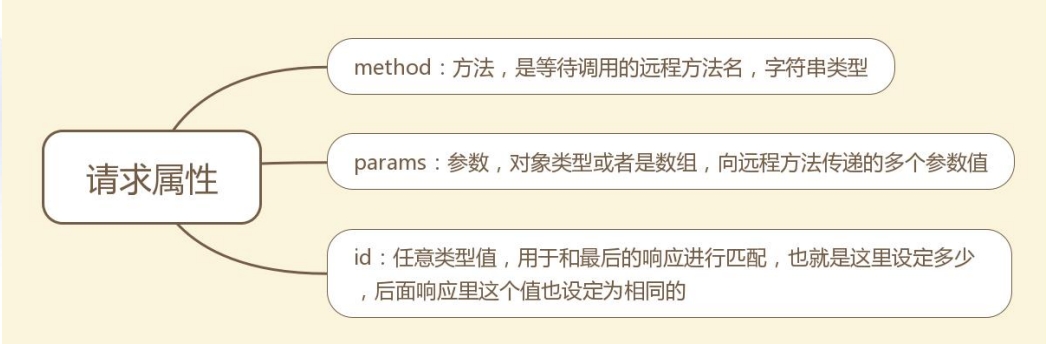 请求属性
method：方法，是等待调用的远程方法名，字符串类型
params：参数，对象类型或者是数组，向远程方法传递的多个参数值
id：任意类型值，用于和最后的响应进行匹配，也就是这里设定多少
，后面响应里这个值也设定为相同的